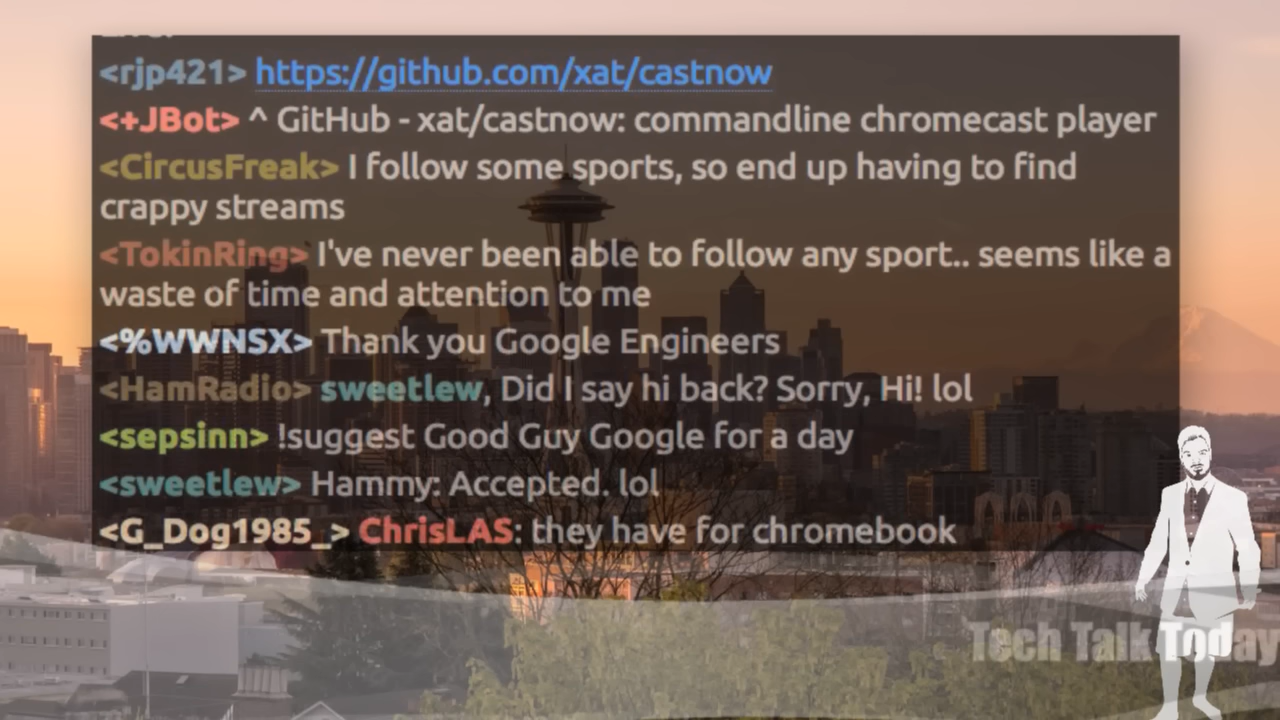 <rjp421> https://github.com/xat/castnow
<+JBot> ^ GitHub - xat/castnow: commandline chromecast player
<CircusFreak> I follow some sports, so end up having to find
crappy streams
<TokinRing> I've never been able to follow any sport.. seems like a
waste of time and attention to me
<%WWNSX> Thank you Google Engineers
<HamRadio> sweetlew, Did I say hi back? Sorry, Hi! lol
<sepsinn> !suggest Good Guy Google for a day
<sweetlew> Hammy: Accepted. lol
<G_Dog1985_> ChrisLAS: they have for chromebook
Tech Talk Today